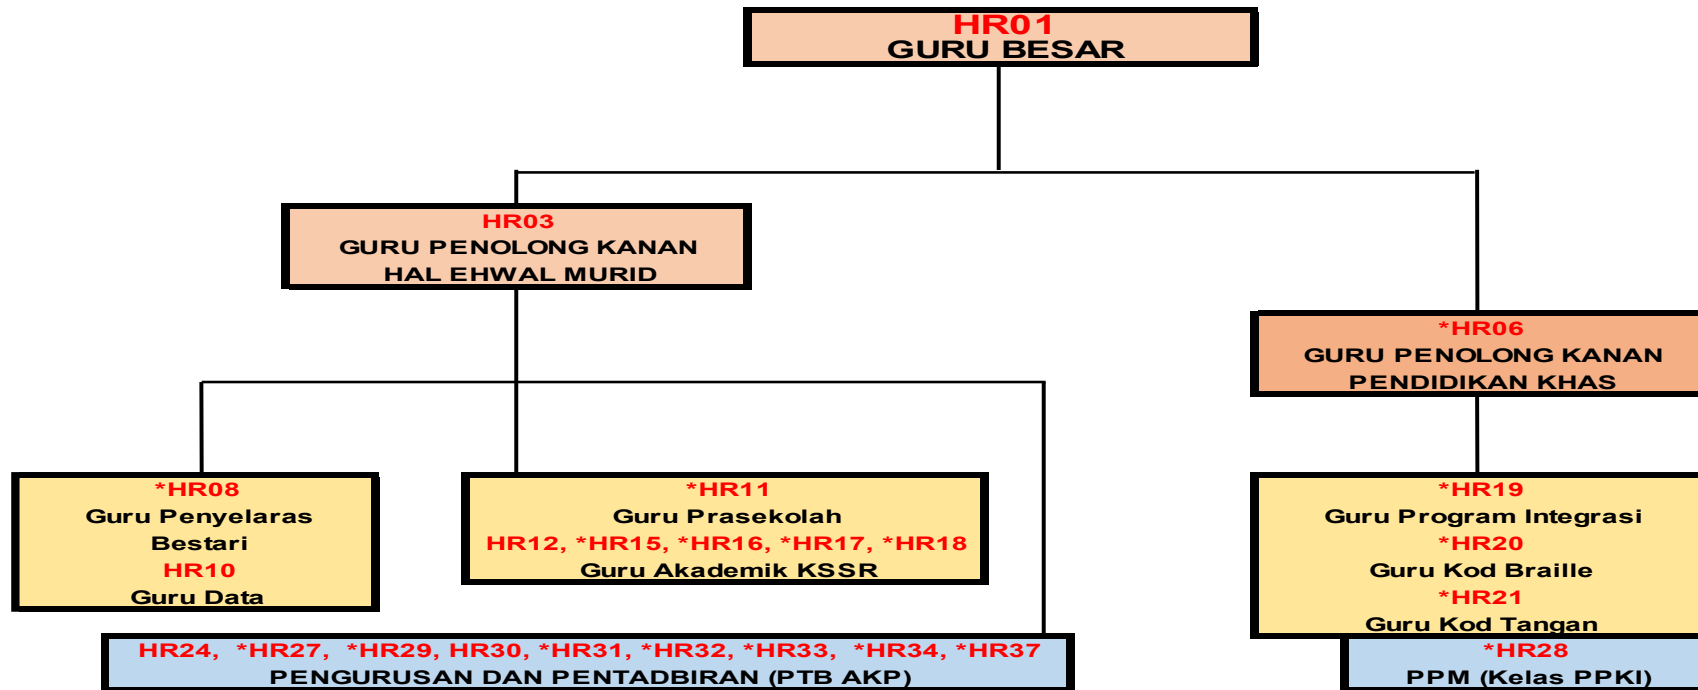 HR01
GURU BESAR
HR03
GURU PENOLONG KANAN
HAL EHWAL MURID
*HR06
GURU PENOLONG KANAN
PENDIDIKAN KHAS
*HR08
Guru Penyelaras
Bestari
HR10
Guru Data
*HR11
Guru Prasekolah
HR12, *HR15, *HR16, *HR17, *HR18
Guru Akademik KSSR
*HR19
Guru Program Integrasi
*HR20
Guru Kod Braille
*HR21
Guru Kod Tangan
HR24, *HR27, *HR29, HR30, *HR31, *HR32, *HR33, *HR34, *HR37
PENGURUSAN DAN PENTADBIRAN (PTB AKP)
*HR28
PPM (Kelas PPKI)